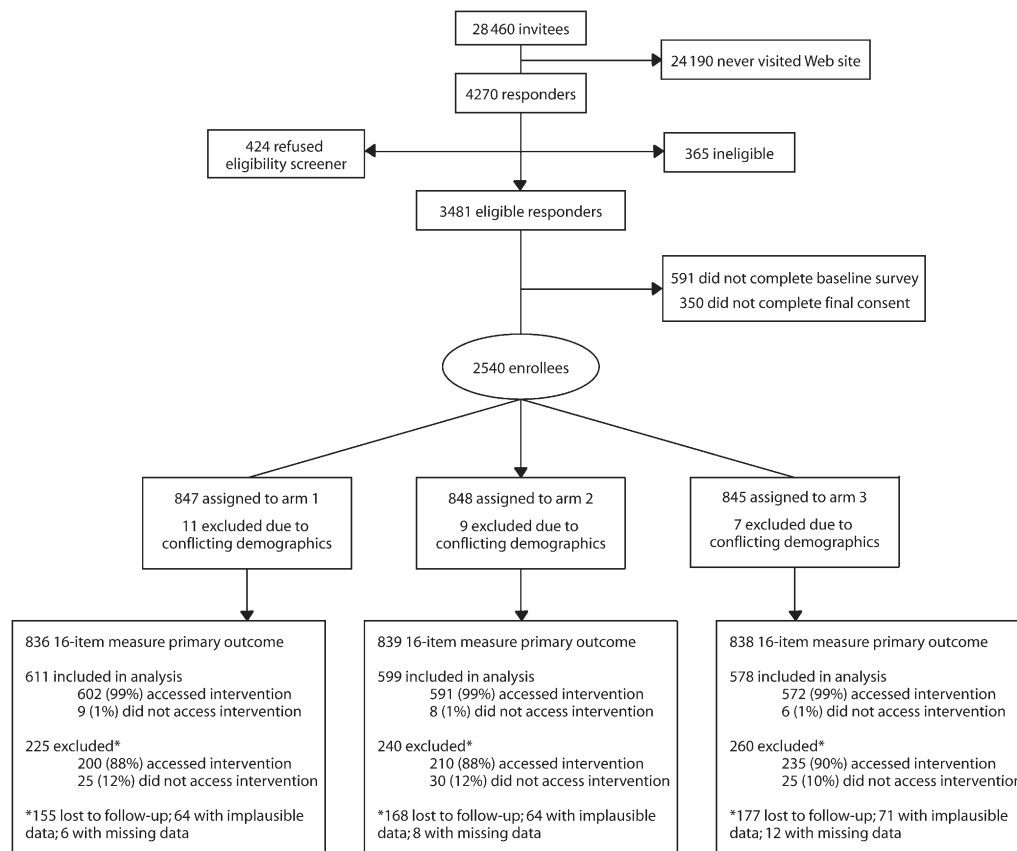 28 460 invitees
24 190 never visited Web site
4270 responders
424 refused
eligibility screener
365 ineligible
3481 eligible responders
591 did not complete baseline survey
350 did not complete final consent
2540 enrollees
847 assigned to arm 1
11 excluded due to
conflicting demographics
848 assigned to arm 2
9 excluded due to
conflicting demographics
845 assigned to arm 3
7 excluded due to
conflicting demographics
836 16-item measure primary outcome
611 included in analysis
602 (99%) accessed intervention
9 (1%) did not access intervention
225 excluded*
200 (88%) accessed intervention
25 (12%) did not access intervention
*155 lost to follow-up; 64 with implausible
data; 6 with missing data
839 16-item measure primary outcome
599 included in analysis
591 (99%) accessed intervention
8 (1%) did not access intervention
240 excluded*
210 (88%) accessed intervention
30 (12%) did not access intervention
*168 lost to follow-up; 64 with implausible
data; 8 with missing data
838 16-item measure primary outcome
578 included in analysis
572 (99%) accessed intervention
6 (1%) did not access intervention
260 excluded*
235 (90%) accessed intervention
25 (10%) did not access intervention
*177 lost to follow-up; 71 with implausible
data; 12 with missing data